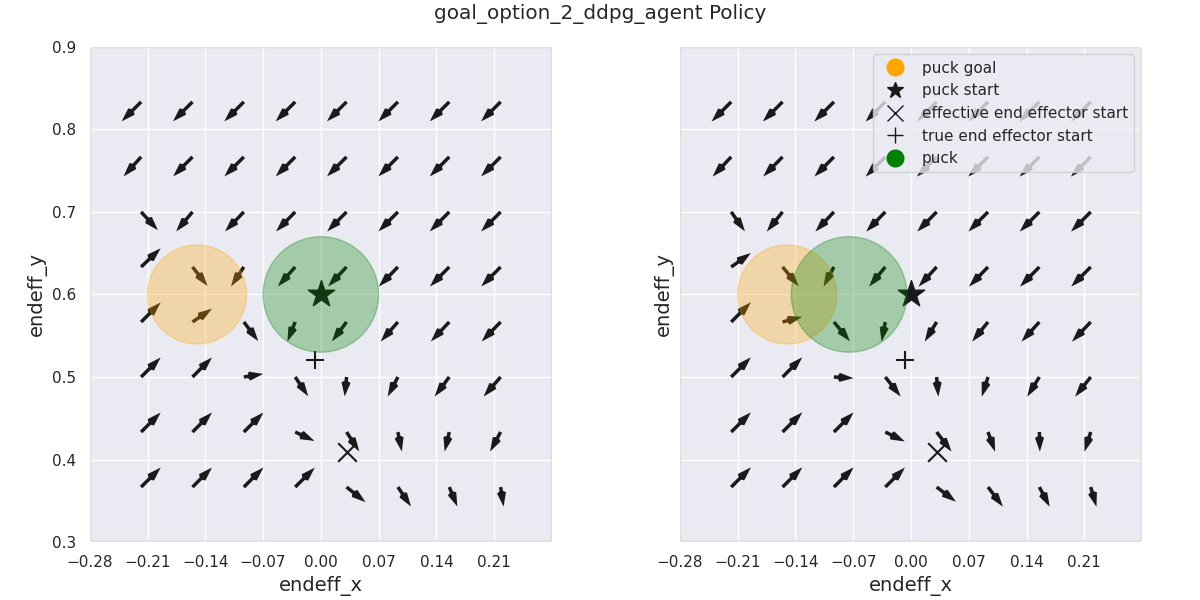 goal_option_2_ddpg_agent Policy
0.9
0.8
0.7
0.6
0.5
0.4
0.3
endeff_y
−0.28 −0.21 −0.14 −0.07 0.00 0.07 0.14 0.21
endeff_x
puck goal
puck start
effective end effector start
true end effector start
puck
endeff_y
−0.28 −0.21 −0.14 −0.07 0.00 0.07 0.14 0.21
endeff_x